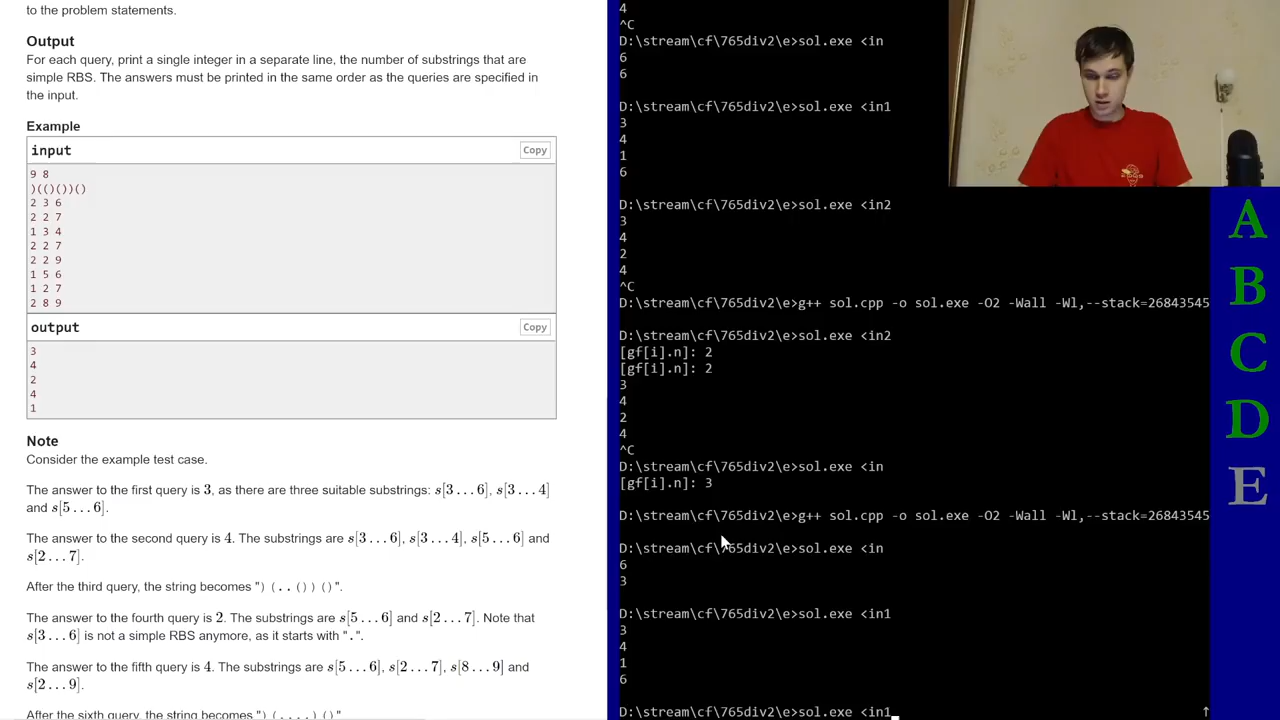 to the problem statements.
Output
For each query, print a single integer in a separate line, the number of substrings that are
simple RBS. The answers must be printed in the same order as the queries are specified in
the input.
Example
input
Copy
9 8
)(()())()
2 3 6
2 2 7
1 3 4
2 2 7
2 2 9
1 5 6
1 2 7
2 8 9
output
Copy
3
4
2
4
1
Note
Consider the example test case.
The answer to the first query is 3, as there are three suitable substrings: s[3…6], s[3…4]
and s[5…6].
The answer to the second query is 4. The substrings are s[3…6], s[3…4], s[5…6] and
s[2…7].
After the third query, the string becomes ")(..())()".
The answer to the fourth query is 2. The substrings are s[5…6] and s[2…7]. Note that
s[3…6] is not a simple RBS anymore, as it starts with ".".
The answer to the fifth query is 4. The substrings are s[5…6], s[2…7], s[8…9] and
s[2…9].
After the sixth query, the string becomes ")(....)()"
4
^C
D:\stream\cf\765div2\e>sol.exe <in
6
6
D:\stream\cf\765div2\e>sol.exe <in1
3
4
1
6
D:\stream\cf\765div2\e>sol.exe <in2
3
4
2
4
^C
D:\stream\cf\765div2\e>g++ sol.cpp -o sol.exe -O2 -Wall -Wl,--stack=26843545
D:\stream\cf\765div2\e>sol.exe <in2
[gf[i].n]: 2
[gf[i].n]: 2
3
4
2
4
^C
D:\stream\cf\765div2\e>sol.exe <in
[gf[i].n]: 3
D:\stream\cf\765div2\e>g++ sol.cpp -o sol.exe -O2 -Wall -Wl,--stack=26843545
D:\stream\cf\765div2\e>sol.exe <in
6
3
D:\stream\cf\765div2\e>sol.exe <in1
3
4
1
6
D:\stream\cf\765div2\e>sol.exe <in1
A
B
C
D
E